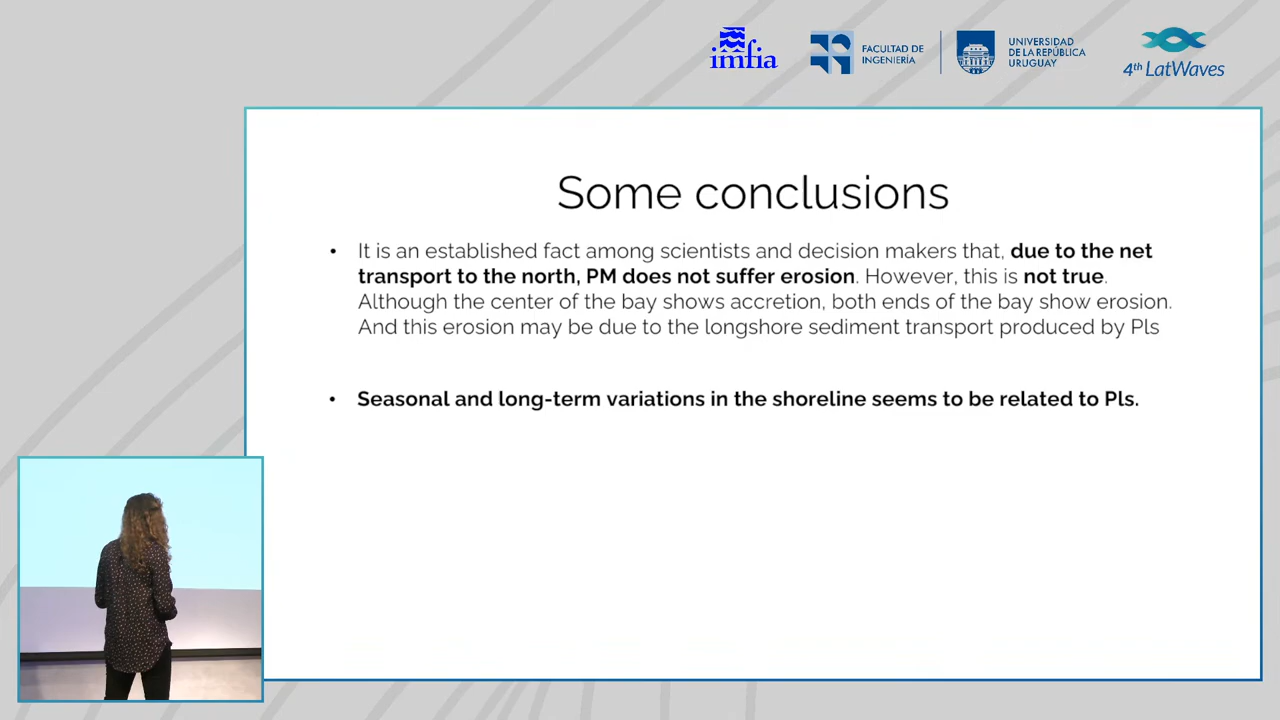 imfia
FACULTAD DE
INGENIERÍA
UNIVERSIDAD
DE LA REPÚBLICA
URUGUAY
4th LatWaves
Some conclusions
• It is an established fact among scientists and decision makers that, due to the net
transport to the north, PM does not suffer erosion. However, this is not true.
Although the center of the bay shows accretion, both ends of the bay show erosion.
And this erosion may be due to the longshore sediment transport produced by Pls
• Seasonal and long-term variations in the shoreline seems to be related to Pls.